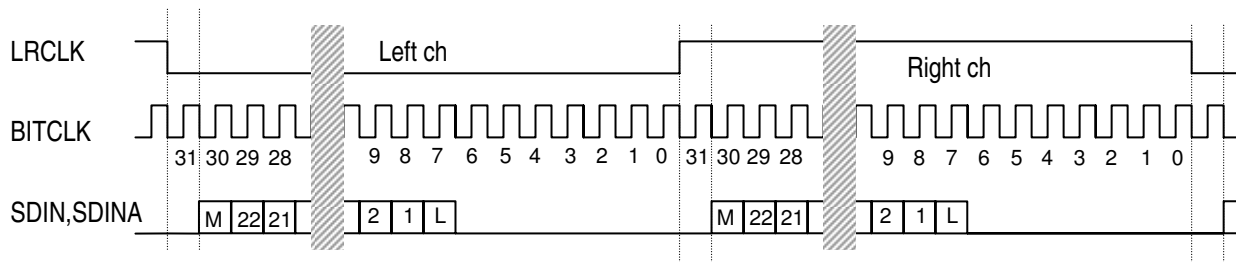 LRCLK
Left ch
Right ch
BITCLK
31 30 29 28 9 8 7 6 5 4 3 2 1 0 31 30 29 28 9 8 7 6 5 4 3 2 1 0
SDIN,SDINA
M 22 21 2 1 L M 22 21 2 1 L